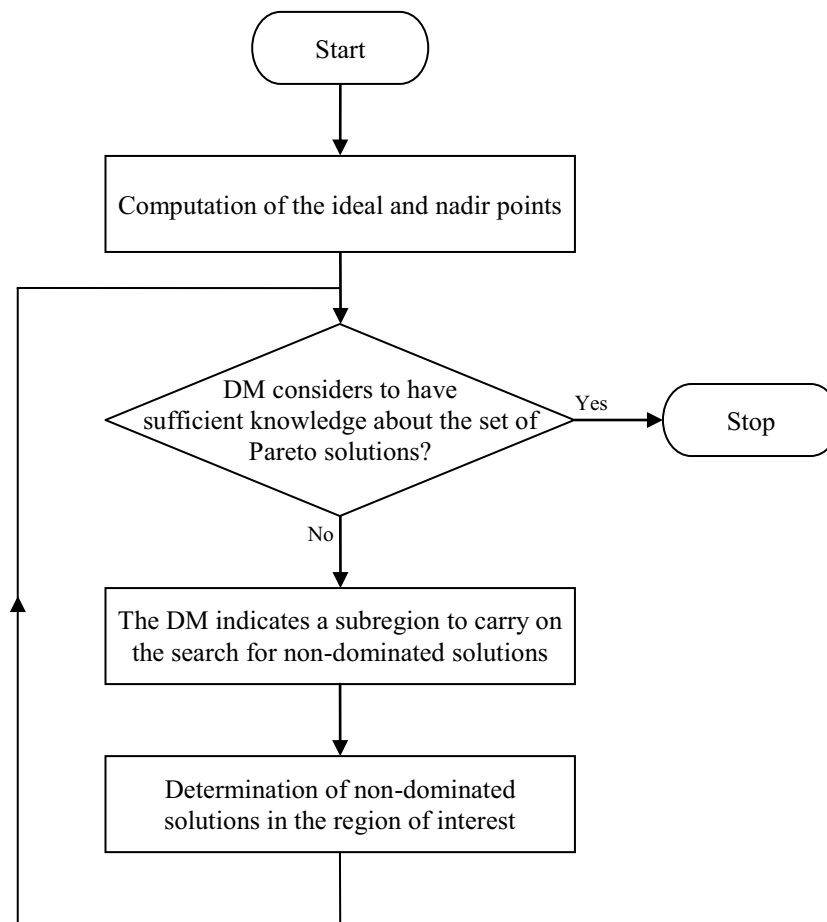 Start
Computation of the ideal and nadir points
DM considers to have
sufficient knowledge about the set of
Pareto solutions?
Yes
Stop
No
The DM indicates a subregion to carry on
the search for non-dominated solutions
Determination of non-dominated
solutions in the region of interest